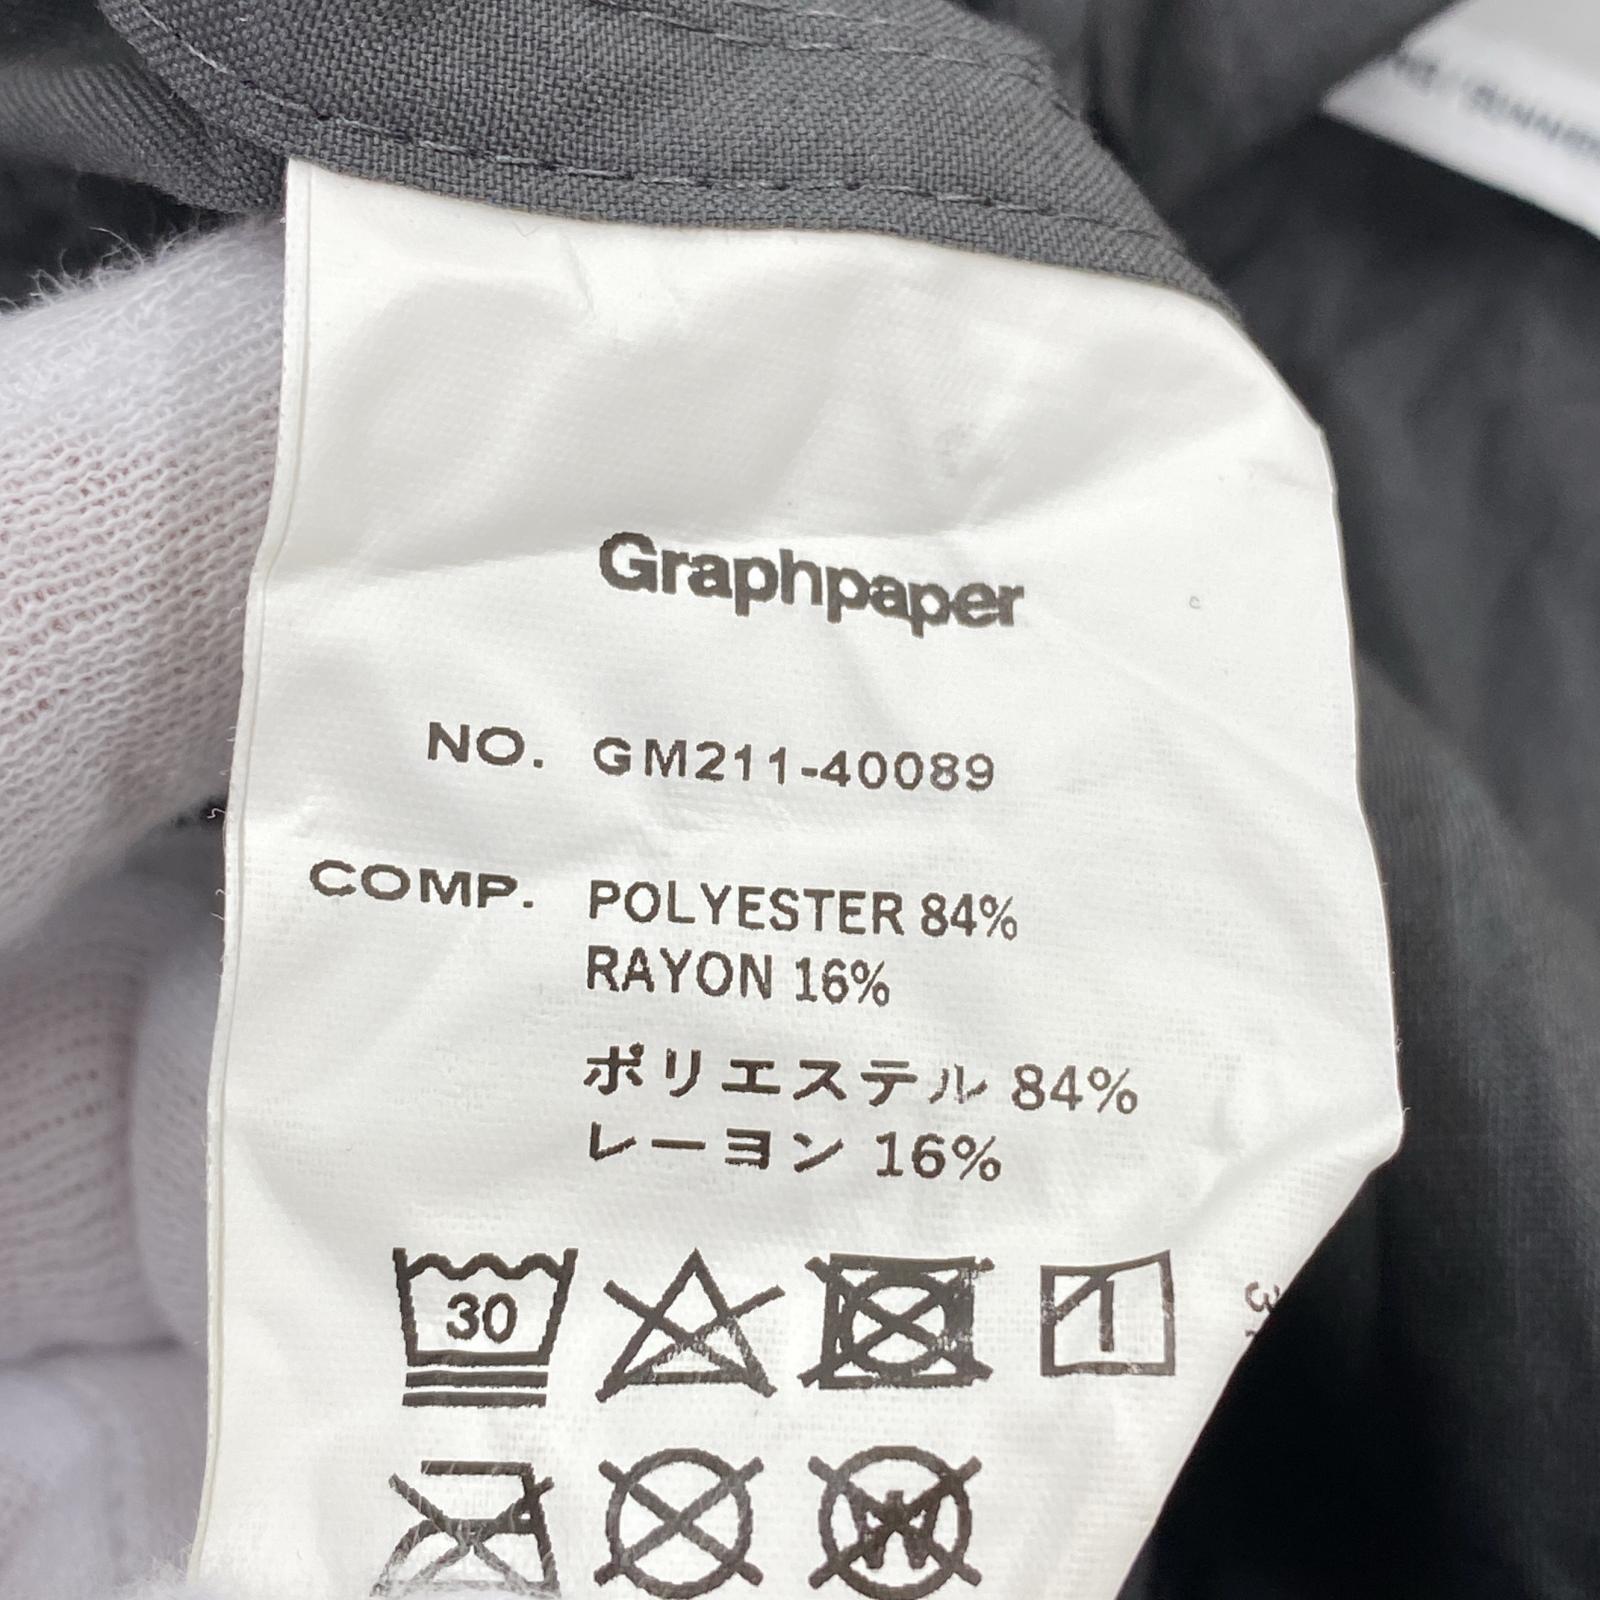 Graphpaper
NO. GM211-40089
COMP. POLYESTER 84%
RAYON 16%
ポリエステル 84%
レーヨン 16%
30
W